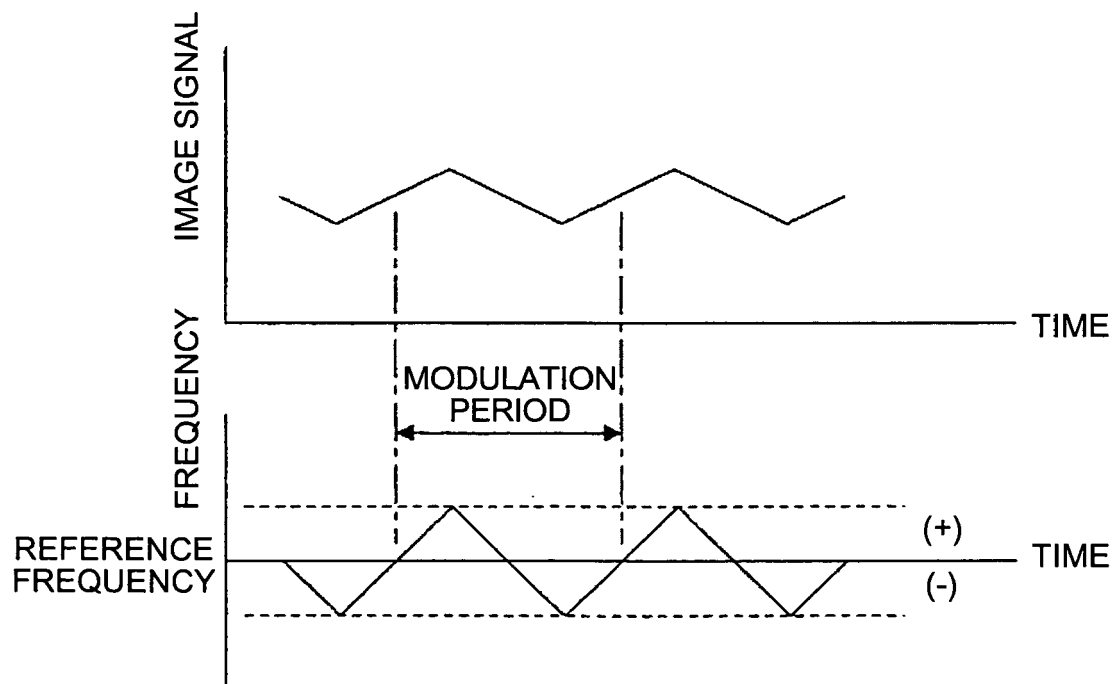 IMAGE SIGNAL
TIME
FREQUENCY
MODULATION
PERIOD
(+)
REFERENCE
FREQUENCY
TIME
(-)